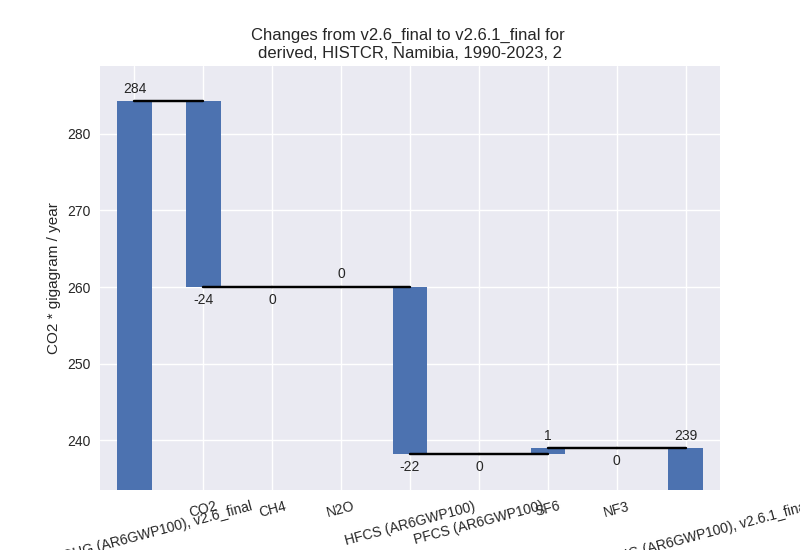 Changes from v2.6_final to v2.6.1_final for
derived, HISTCR, Namibia, 1990-2023, 2
CO2 * gigagram / year
280
270
260
250
240
284
-24
0
0
-22
0
1
0
239
(AR6GWP100), v2.6_final
CO2
CH4
N2O
HFCS (AR6GWP100)
PFCS (AR6GWP100)
SF6
NF3
(AR6GWP100), v2.6.1_final